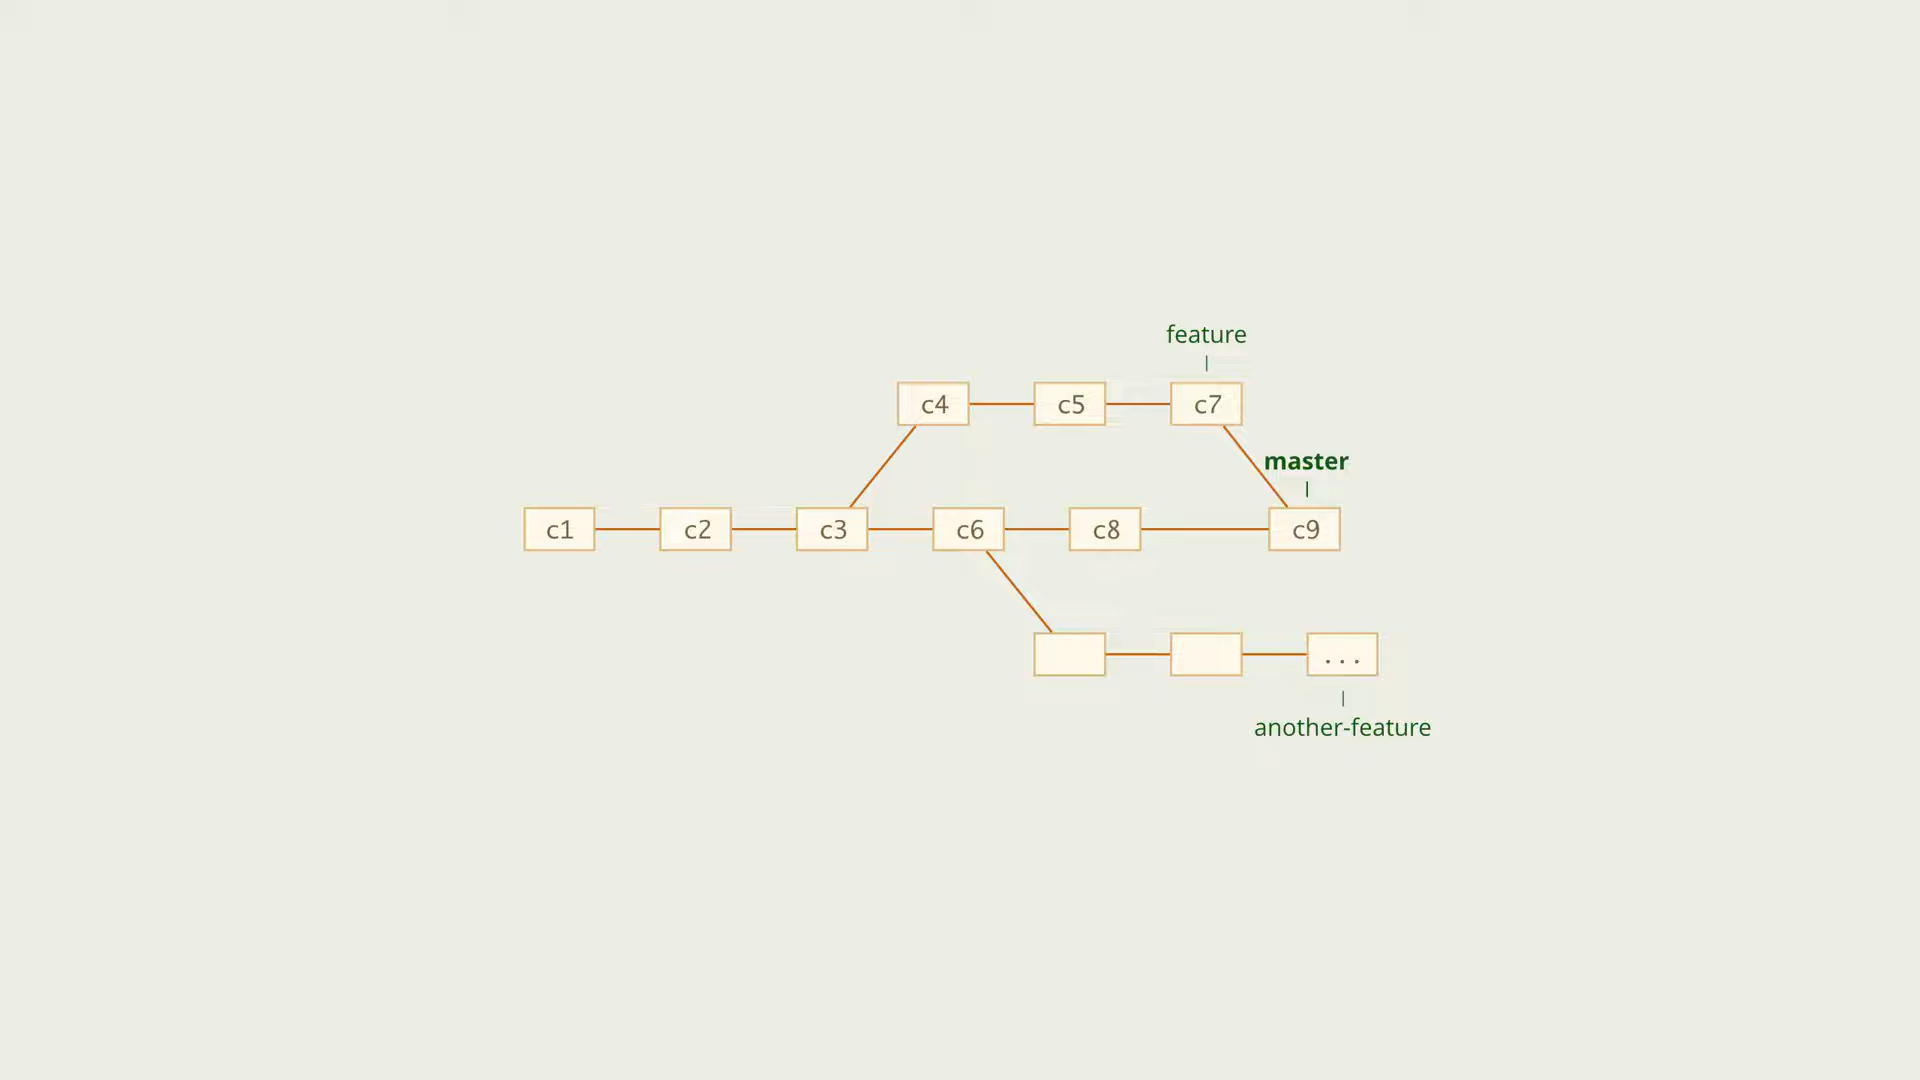 feature
c4 c5 c7
master
c1 c2 c3 c6 c8 c9
...
another-feature